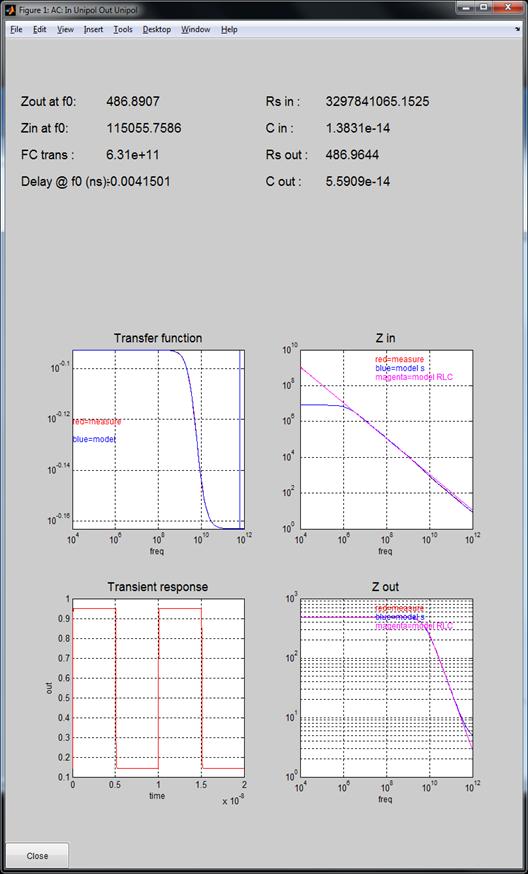 Figure 1: AC: In Unipol Out Unipol
File Edit View Insert Tools Desktop Window Help
Zout at f0: 486.8907
Rs in : 3297841065.1525
Zin at f0: 115055.7586
C in : 1.3831e-14
FC trans : 6.31e+11
Rs out : 486.9644
Delay @ f0 (ns):-0.0041501
C out : 5.5909e-14
Transfer function
10^-0.1
10^-0.12
10^-0.14
10^-0.16
red=measure
blue=model
10^4 10^6 10^8 10^10 10^12
freq
Z in
10^10
10^8
10^6
10^4
10^2
10^0
red=measure
blue=model s
magenta=model RLC
10^4 10^6 10^8 10^10 10^12
freq
Transient response
1
0.9
0.8
0.7
0.6
0.5
0.4
0.3
0.2
0.1
out
0 0.5 1 1.5 2
time
x 10^-8
Z out
10^3
10^2
10^1
10^0
red=measure
blue=model s
magenta=model RLC
10^4 10^6 10^8 10^10 10^12
freq
Close